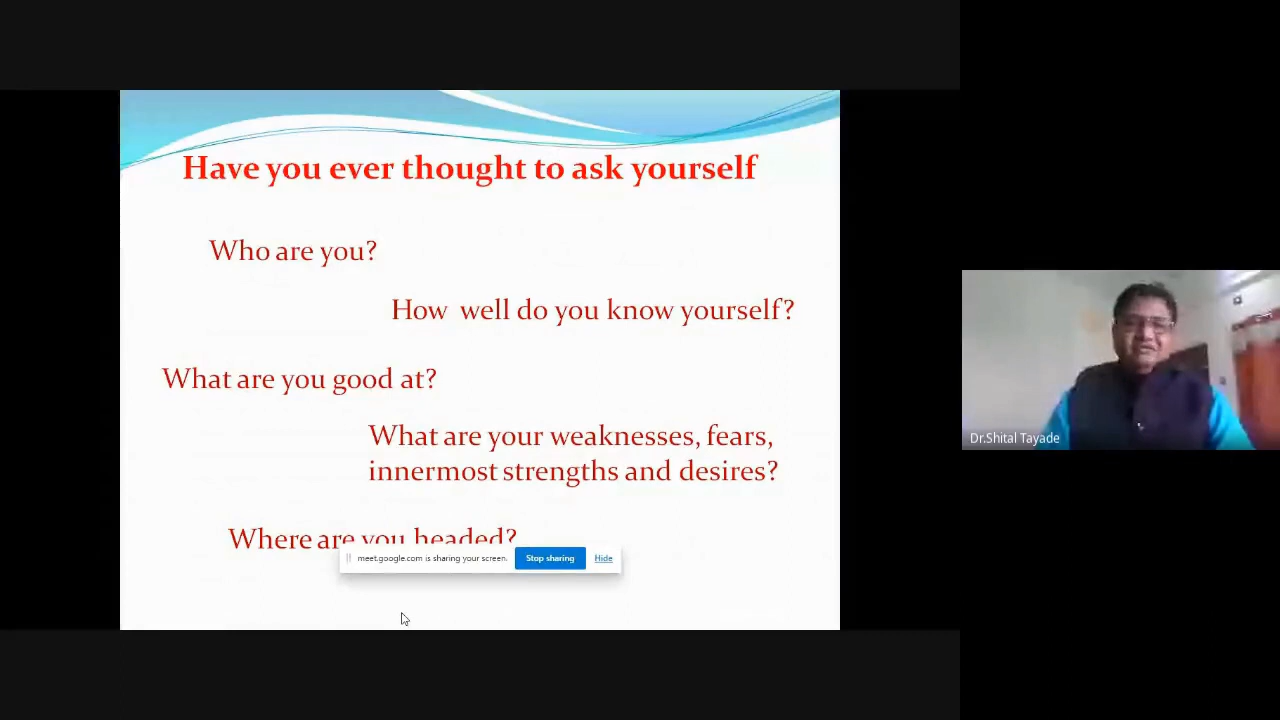 Have you ever thought to ask yourself
Who are you?
How well do you know yourself?
What are you good at?
What are your weaknesses, fears,
innermost strengths and desires?
Where are you headed?
meet.google.com is sharing your screen.
Stop sharing
Hide
Dr.Shital Tayade